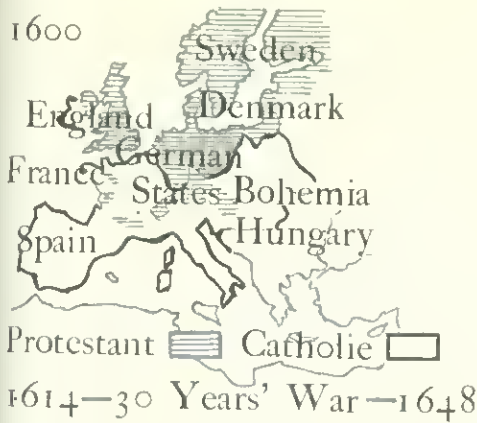 1600
Sweden
England Denmark
German
France
States Bohemia
Spain Hungary
Protestant Catholic
1614—30 Years' War—1648